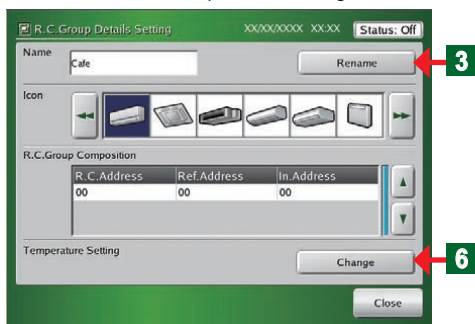 R.C.Group Details Setting XX/XX/XXXX XX:XX Status: Off
Name
Cafe
Rename
3
Icon
R.C.Group Composition
R.C.Address Ref.Address In.Address
00 00 00
Temperature Setting
Change
6
Close